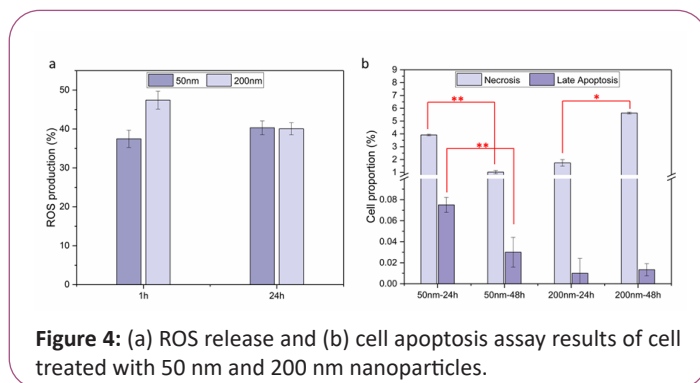 a
50nm 200nm
ROS production (%)
50
40
30
20
10
0
1h 24h
b
Necrosis Late Apoptosis
Cell proportion (%)
9
8
7
6
5
4
3
2
1
0.08
0.06
0.04
0.02
0.00
** ** *
50nm-24h 50nm-48h 200nm-24h 200nm-48h
Figure 4: (a) ROS release and (b) cell apoptosis assay results of cell
treated with 50 nm and 200 nm nanoparticles.